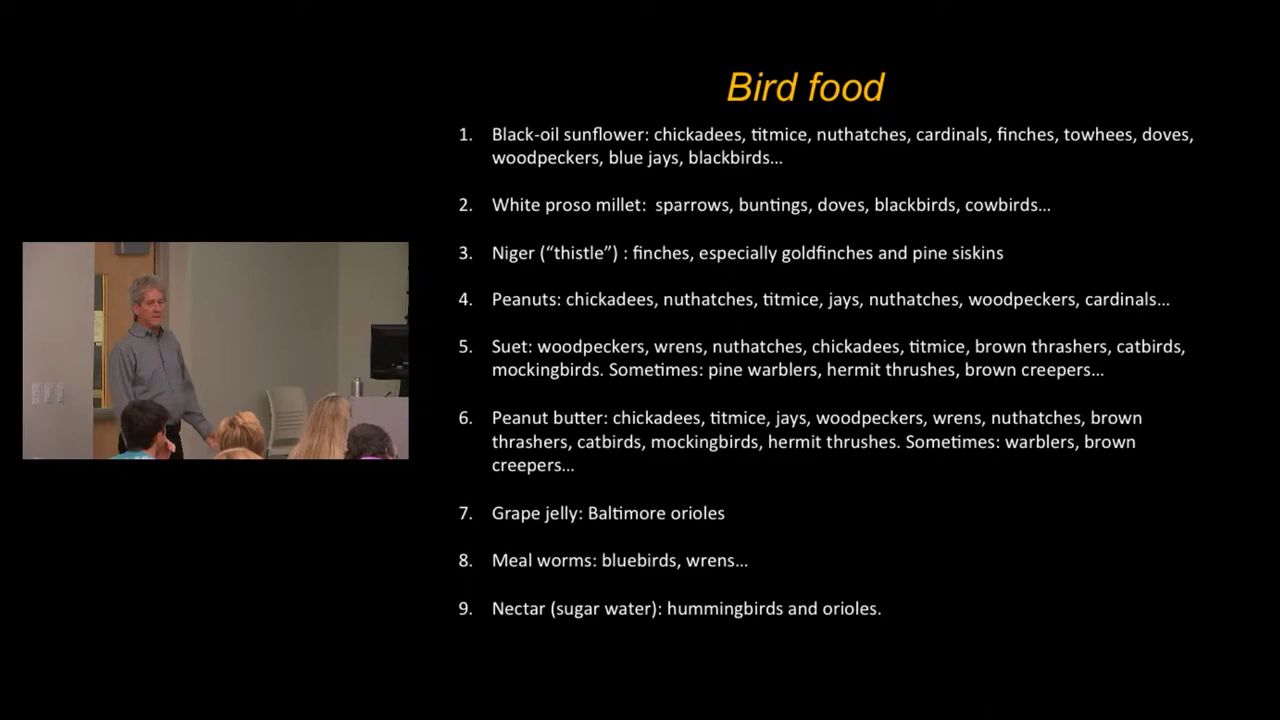 Bird food
1. Black-oil sunflower: chickadees, titmice, nuthatches, cardinals, finches, towhees, doves,
woodpeckers, blue jays, blackbirds...
2. White proso millet:  sparrows, buntings, doves, blackbirds, cowbirds...
3. Niger (“thistle”) : finches, especially goldfinches and pine siskins
4. Peanuts: chickadees, nuthatches, titmice, jays, nuthatches, woodpeckers, cardinals...
5. Suet: woodpeckers, wrens, nuthatches, chickadees, titmice, brown thrashers, catbirds,
mockingbirds. Sometimes: pine warblers, hermit thrushes, brown creepers...
6. Peanut butter: chickadees, titmice, jays, woodpeckers, wrens, nuthatches, brown
thrashers, catbirds, mockingbirds, hermit thrushes. Sometimes: warblers, brown
creepers...
7. Grape jelly: Baltimore orioles
8. Meal worms: bluebirds, wrens...
9. Nectar (sugar water): hummingbirds and orioles.